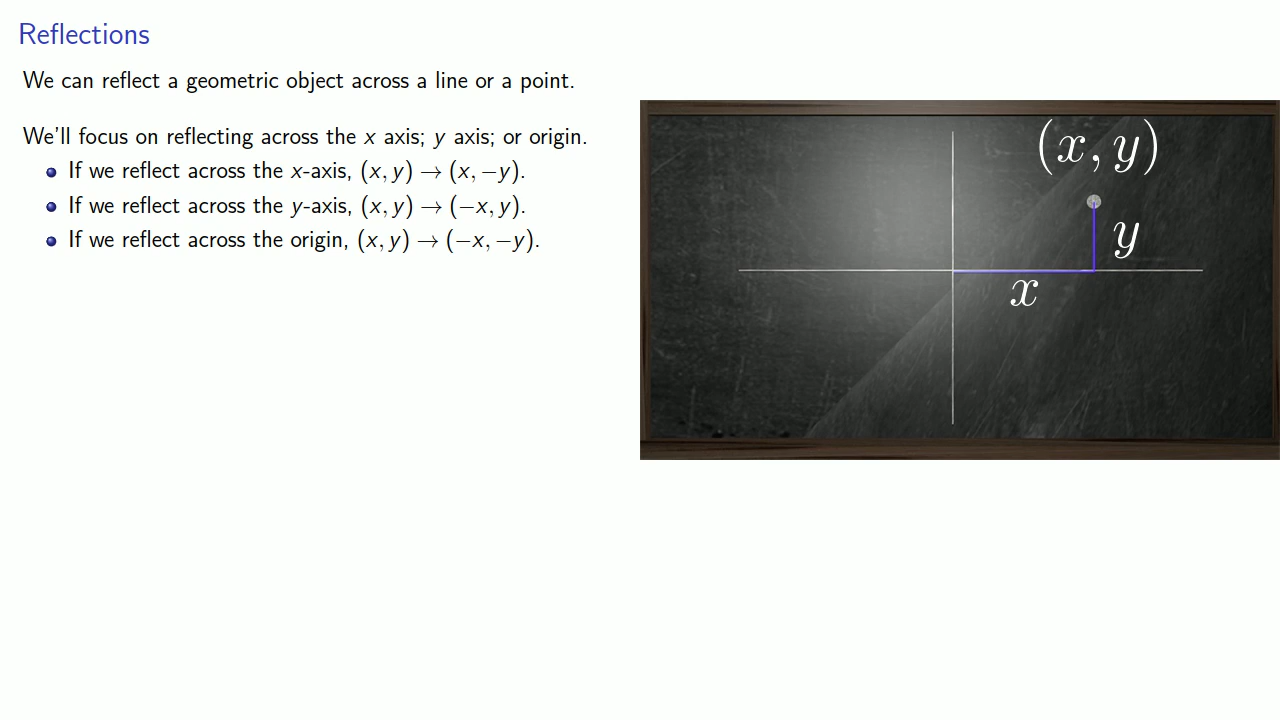 Reflections
We can reflect a geometric object across a line or a point.
We'll focus on reflecting across the x axis; y axis; or origin.
If we reflect across the x-axis, (x, y) → (x, −y).
If we reflect across the y-axis, (x, y) → (−x, y).
If we reflect across the origin, (x, y) → (−x, −y).
(x, y)
y
x